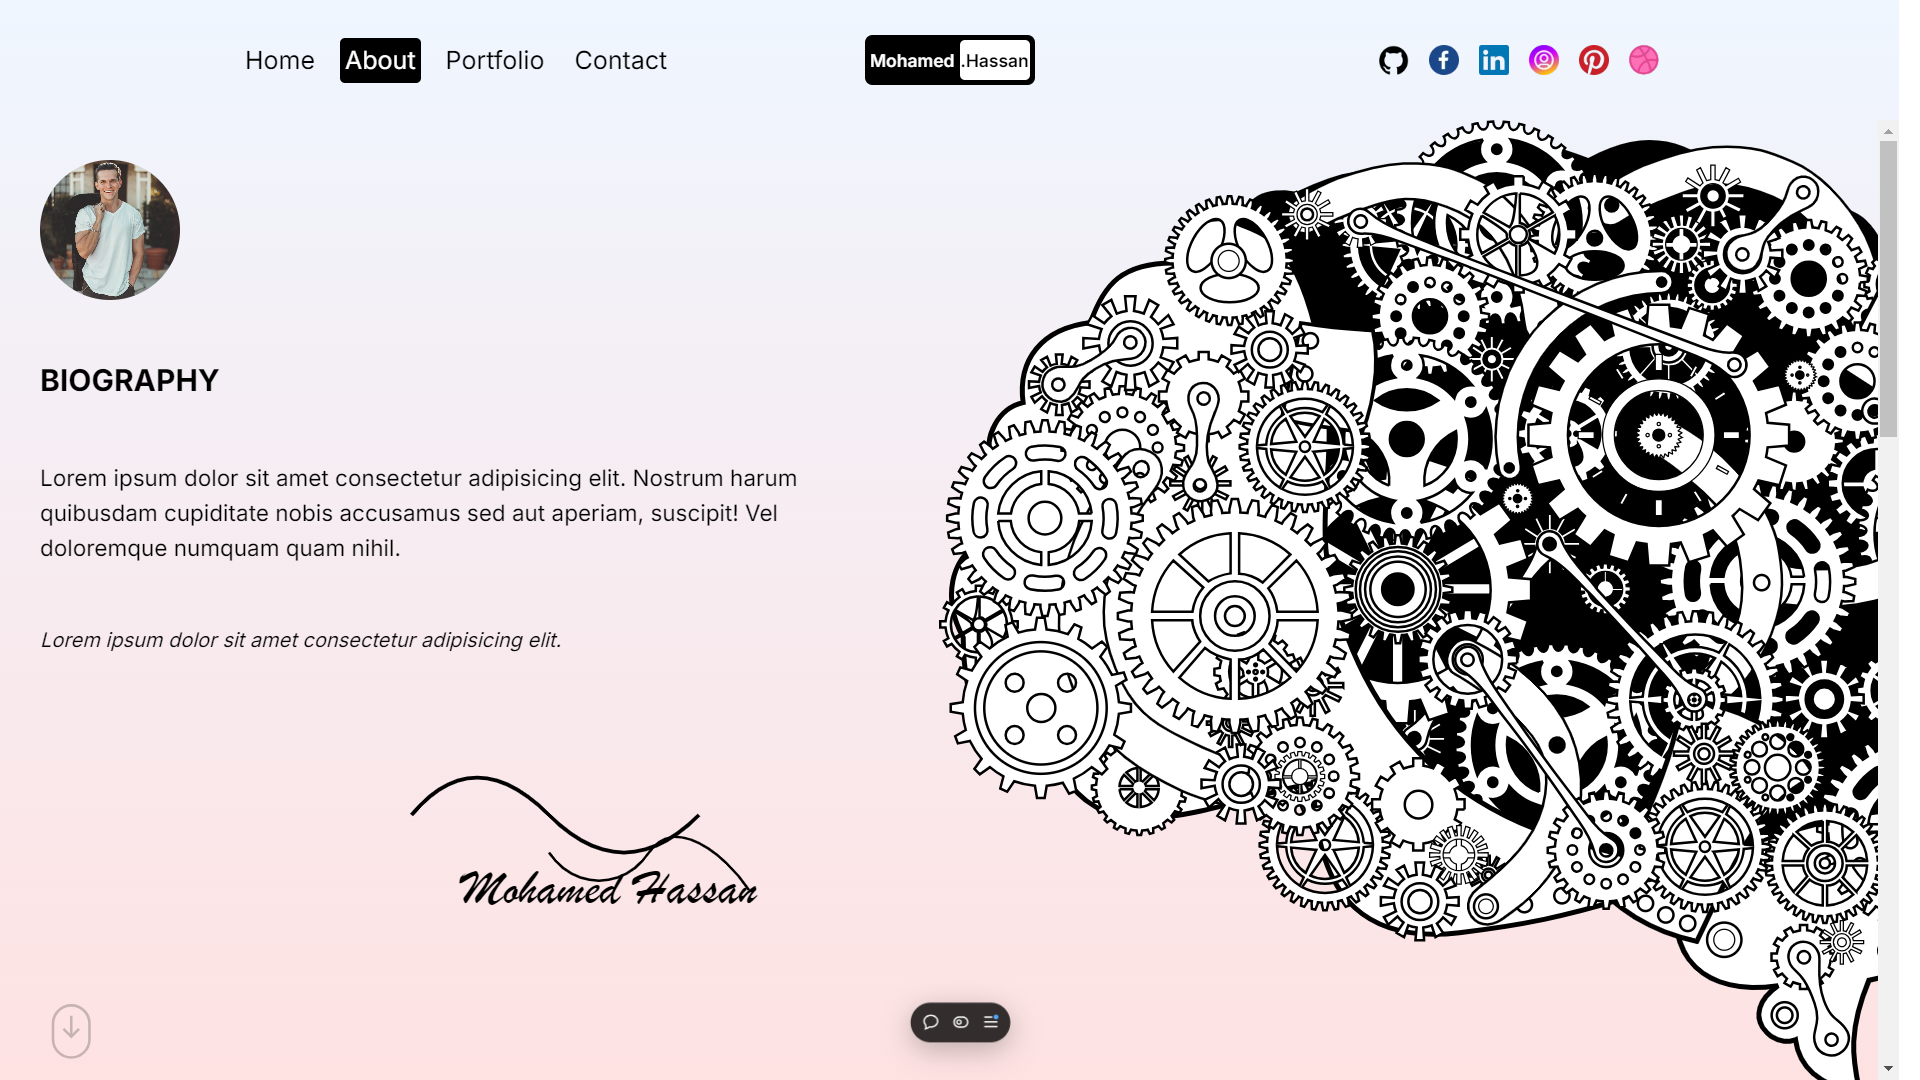 Home About Portfolio Contact
Mohamed .Hassan
BIOGRAPHY
Lorem ipsum dolor sit amet consectetur adipisicing elit. Nostrum harum
quibusdam cupiditate nobis accusamus sed aut aperiam, suscipit! Vel
doloremque numquam quam nihil.
Lorem ipsum dolor sit amet consectetur adipisicing elit.
Mohamed Hassan